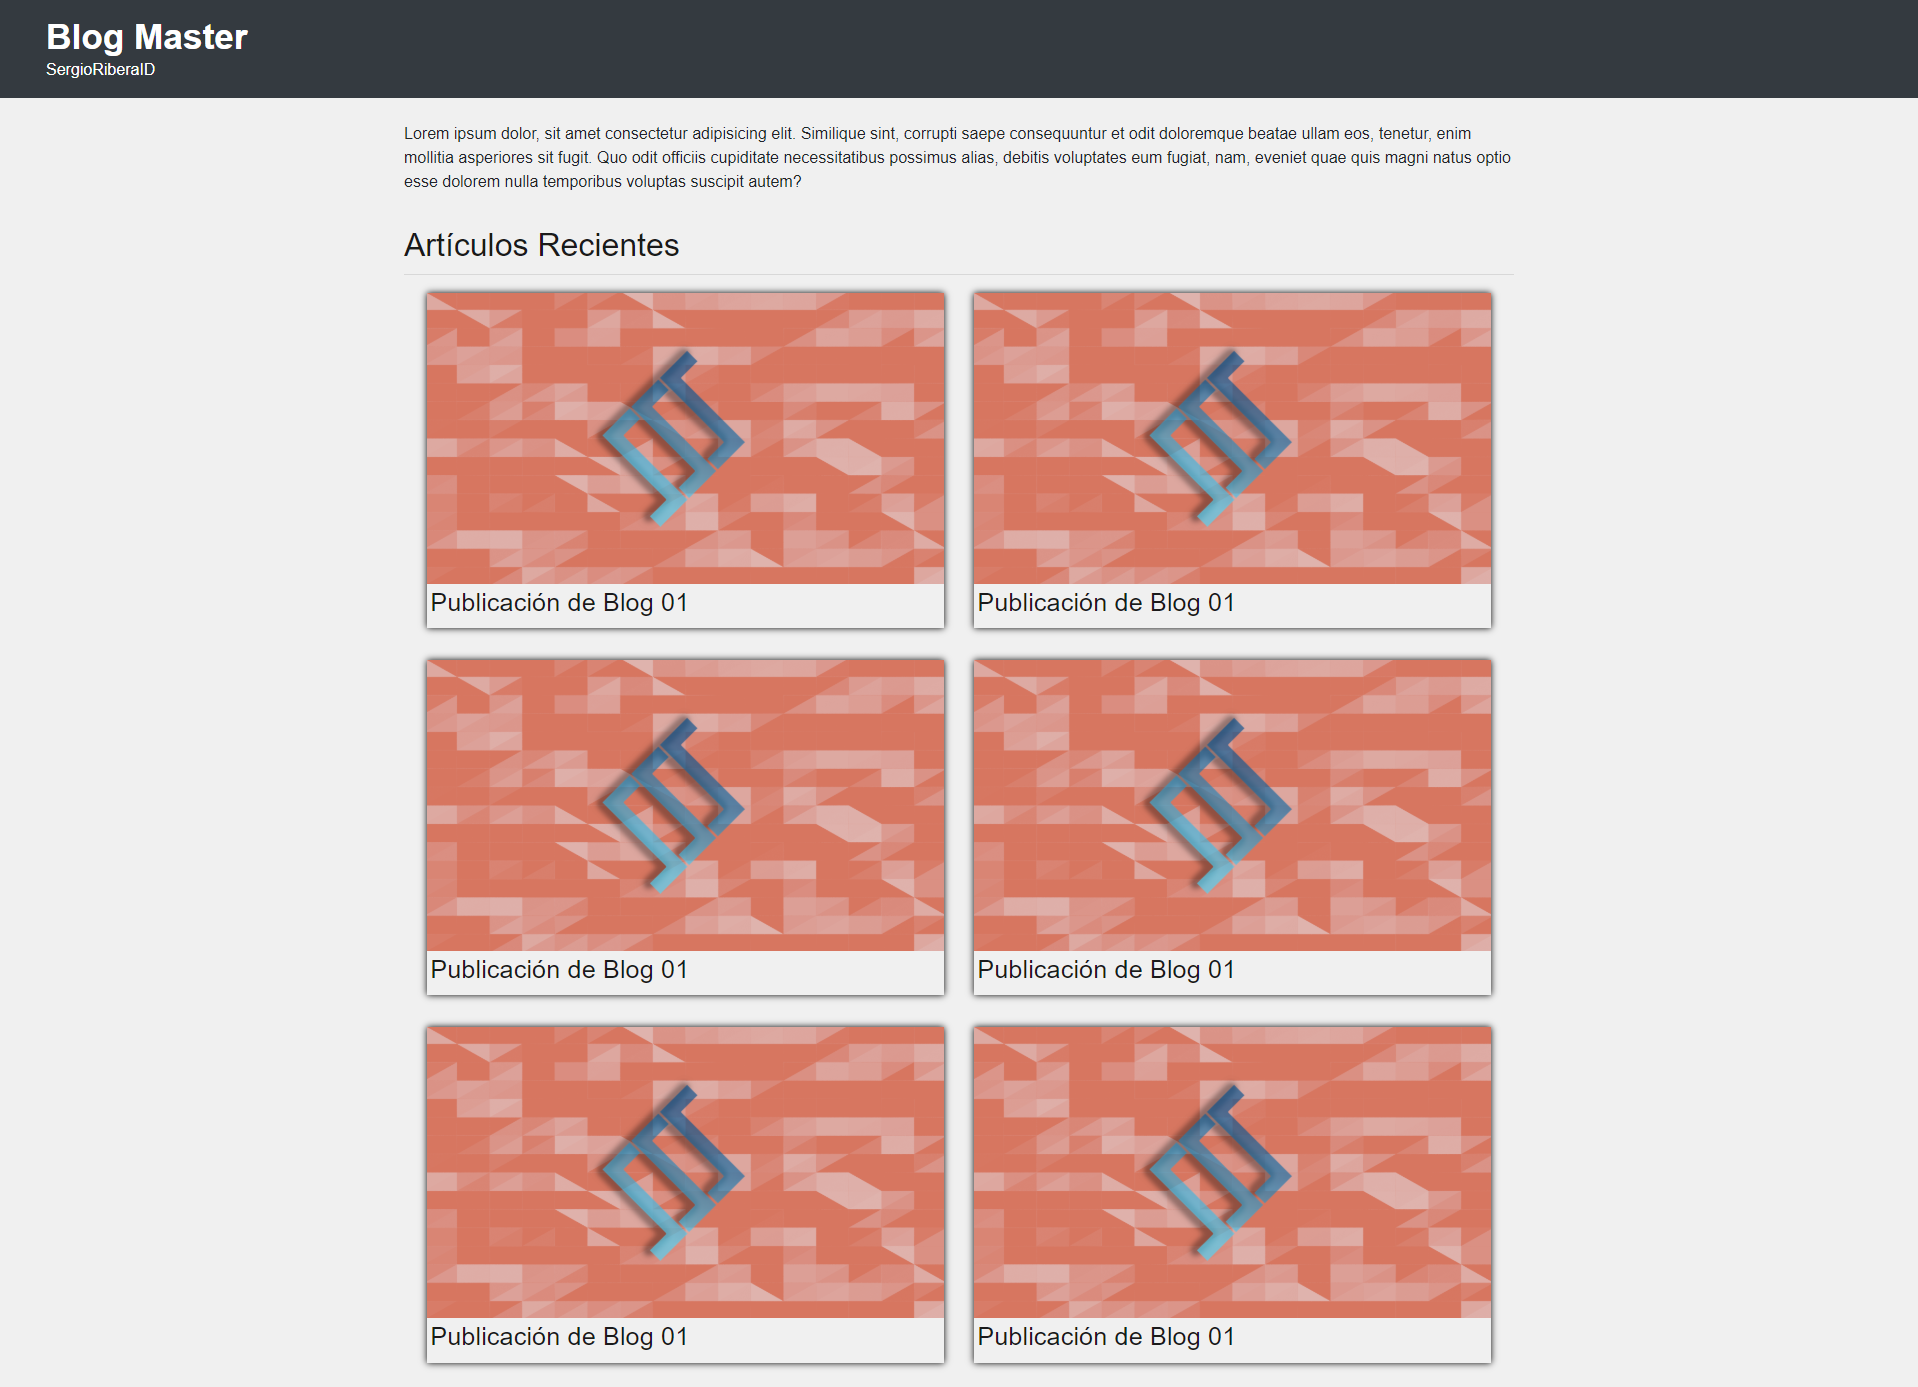 Blog Master
SergioRiberaID
Lorem ipsum dolor, sit amet consectetur adipisicing elit. Similique sint, corrupti saepe consequuntur et odit doloremque beatae ullam eos, tenetur, enim
mollitia asperiores sit fugit. Quo odit officiis cupiditate necessitatibus possimus alias, debitis voluptates eum fugiat, nam, eveniet quae quis magni natus optio
esse dolorem nulla temporibus voluptas suscipit autem?
Artículos Recientes
Publicación de Blog 01
Publicación de Blog 01
Publicación de Blog 01
Publicación de Blog 01
Publicación de Blog 01
Publicación de Blog 01